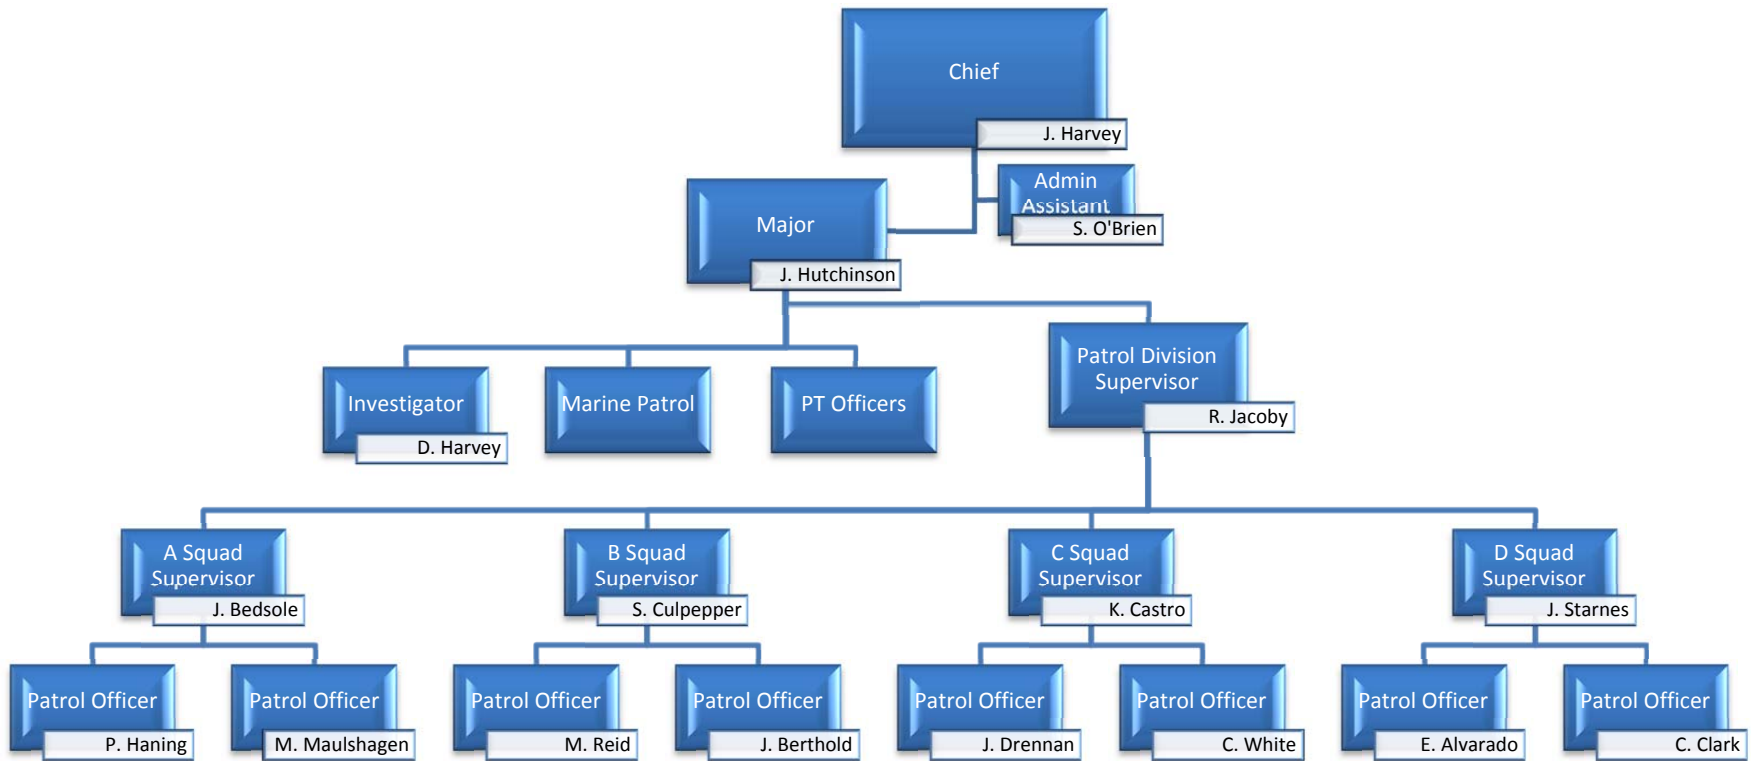 Chief
J. Harvey
Admin
Assistant
S. O'Brien
Major
J. Hutchinson
Patrol Division
Supervisor
R. Jacoby
Investigator
D. Harvey
Marine Patrol
PT Officers
A Squad
Supervisor
J. Bedsole
B Squad
Supervisor
S. Culpepper
C Squad
Supervisor
K. Castro
D Squad
Supervisor
J. Starnes
Patrol Officer
P. Haning
Patrol Officer
M. Maulshagen
Patrol Officer
M. Reid
Patrol Officer
J. Berthold
Patrol Officer
J. Drennan
Patrol Officer
C. White
Patrol Officer
E. Alvarado
Patrol Officer
C. Clark